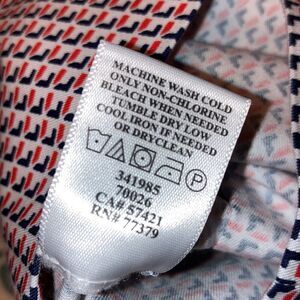 MACHINE WASH COLD
ONLY NON-CHLORINE
BLEACH WHEN NEEDED
TUMBLE DRY LOW
COOL IRON IF NEEDED
OR DRYCLEAN
P
341985
70026
CA# 57421
RN# 77379